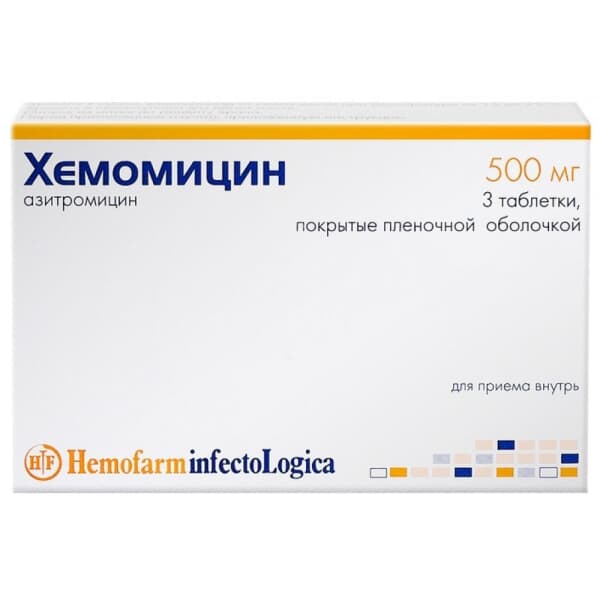 Хемомицин
азитромицин
500 мг
3 таблетки,
покрытые пленочной оболочкой
для приема внутрь
HF HemofarminfectoLogica